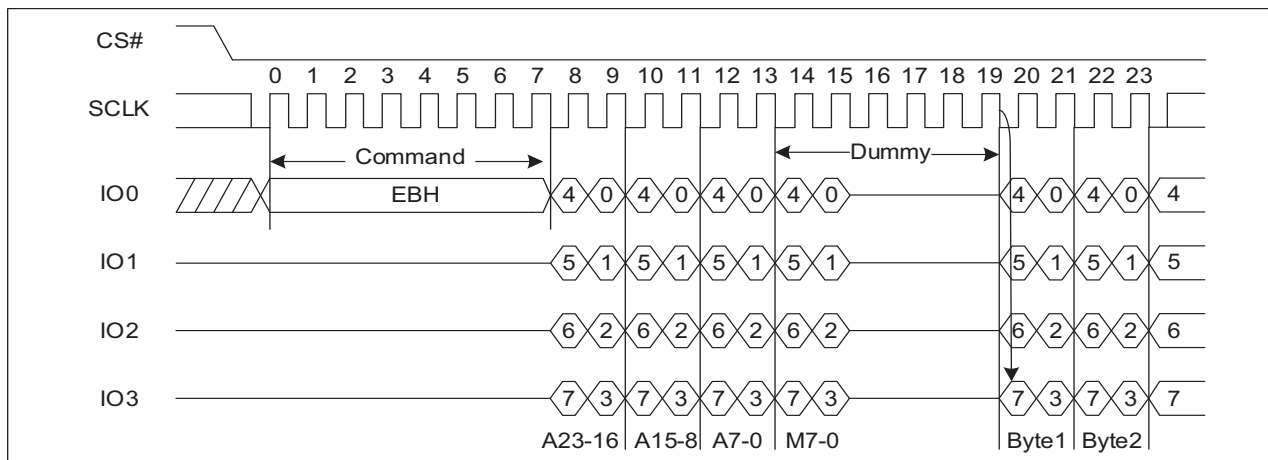 CS#
0 1 2 3 4 5 6 7 8 9 10 11 12 13 14 15 16 17 18 19 20 21 22 23
SCLK
Command Dummy
IO0 EBH 4 0 4 0 4 0 4 0 4 0 4 0 4
IO1 5 1 5 1 5 1 5 1 5 1 5 1 5
IO2 6 2 6 2 6 2 6 2 6 2 6 2 6
IO3 7 3 7 3 7 3 7 3 7 3 7 3 7
A23-16 A15-8 A7-0 M7-0 Byte1 Byte2